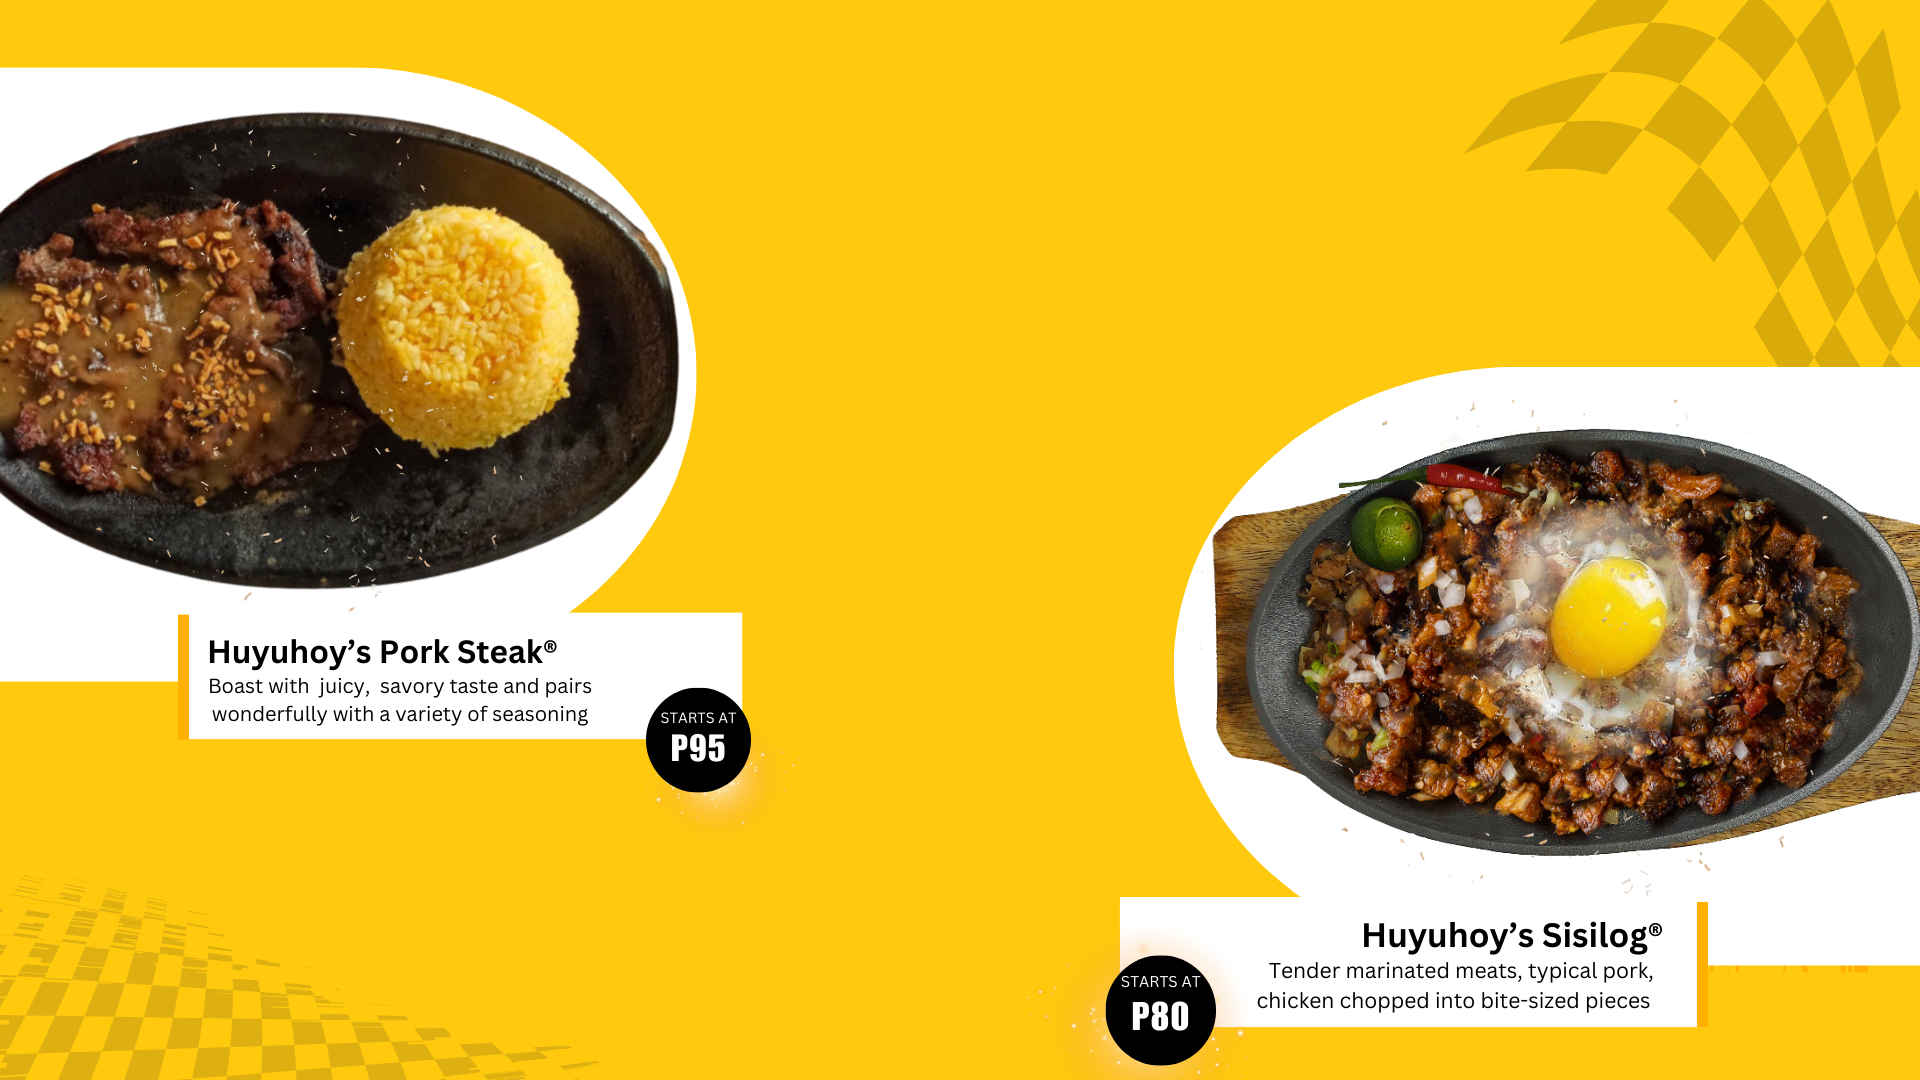 Huyuhoy’s Pork Steak®
Boast with juicy, savory taste and pairs
wonderfully with a variety of seasoning
STARTS AT
P95
Huyuhoy’s Sisilog®
Tender marinated meats, typical pork,
chicken chopped into bite-sized pieces
STARTS AT
P80